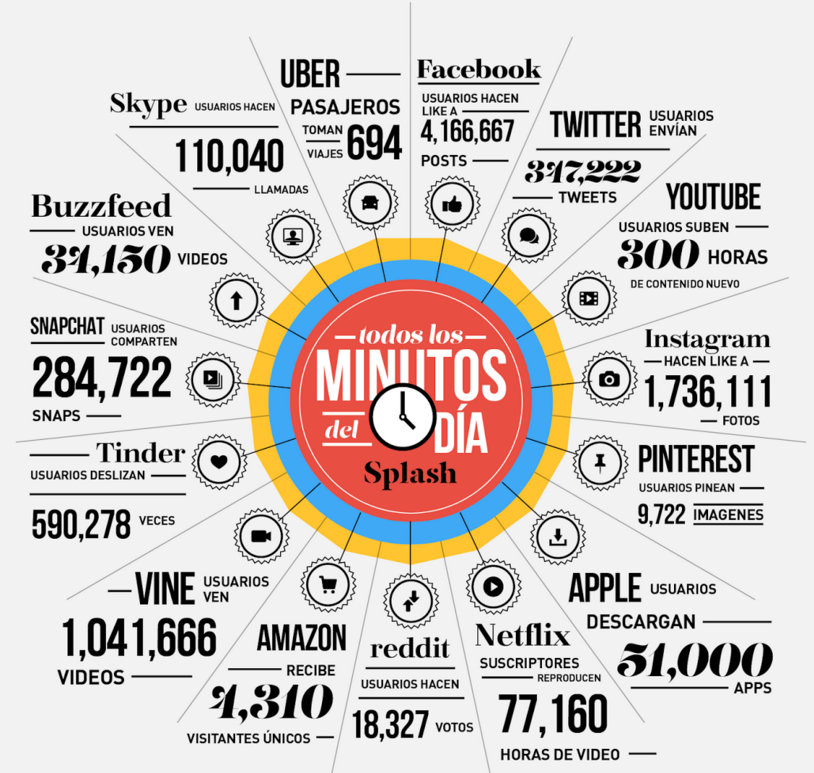 todos los
MINUTOS
del DÍA
Splash
Facebook
USUARIOS HACEN
LIKE A
4,166,667
POSTS
TWITTER USUARIOS
ENVÍAN
347,222
TWEETS
YOUTUBE
USUARIOS SUBEN
300 HORAS
DE CONTENIDO NUEVO
Instagram
HACEN LIKE A
1,736,111
FOTOS
PINTEREST
USUARIOS PINEAN
9,722 IMAGENES
APPLE USUARIOS
DESCARGAN
51,000
APPS
Netflix
SUSCRIPTORES
REPRODUCEN
77,160
HORAS DE VIDEO
reddit
USUARIOS HACEN
18,327 VOTOS
AMAZON
RECIBE
4,310
VISITANTES ÚNICOS
VINE USUARIOS
VEN
1,041,666
VIDEOS
Tinder
USUARIOS DESLIZAN
590,278 VECES
SNAPCHAT USUARIOS
COMPARTEN
284,722
SNAPS
Buzzfeed
USUARIOS VEN
34,150 VIDEOS
Skype USUARIOS HACEN
110,040
LLAMADAS
UBER
PASAJEROS
TOMAN
VIAJES 694